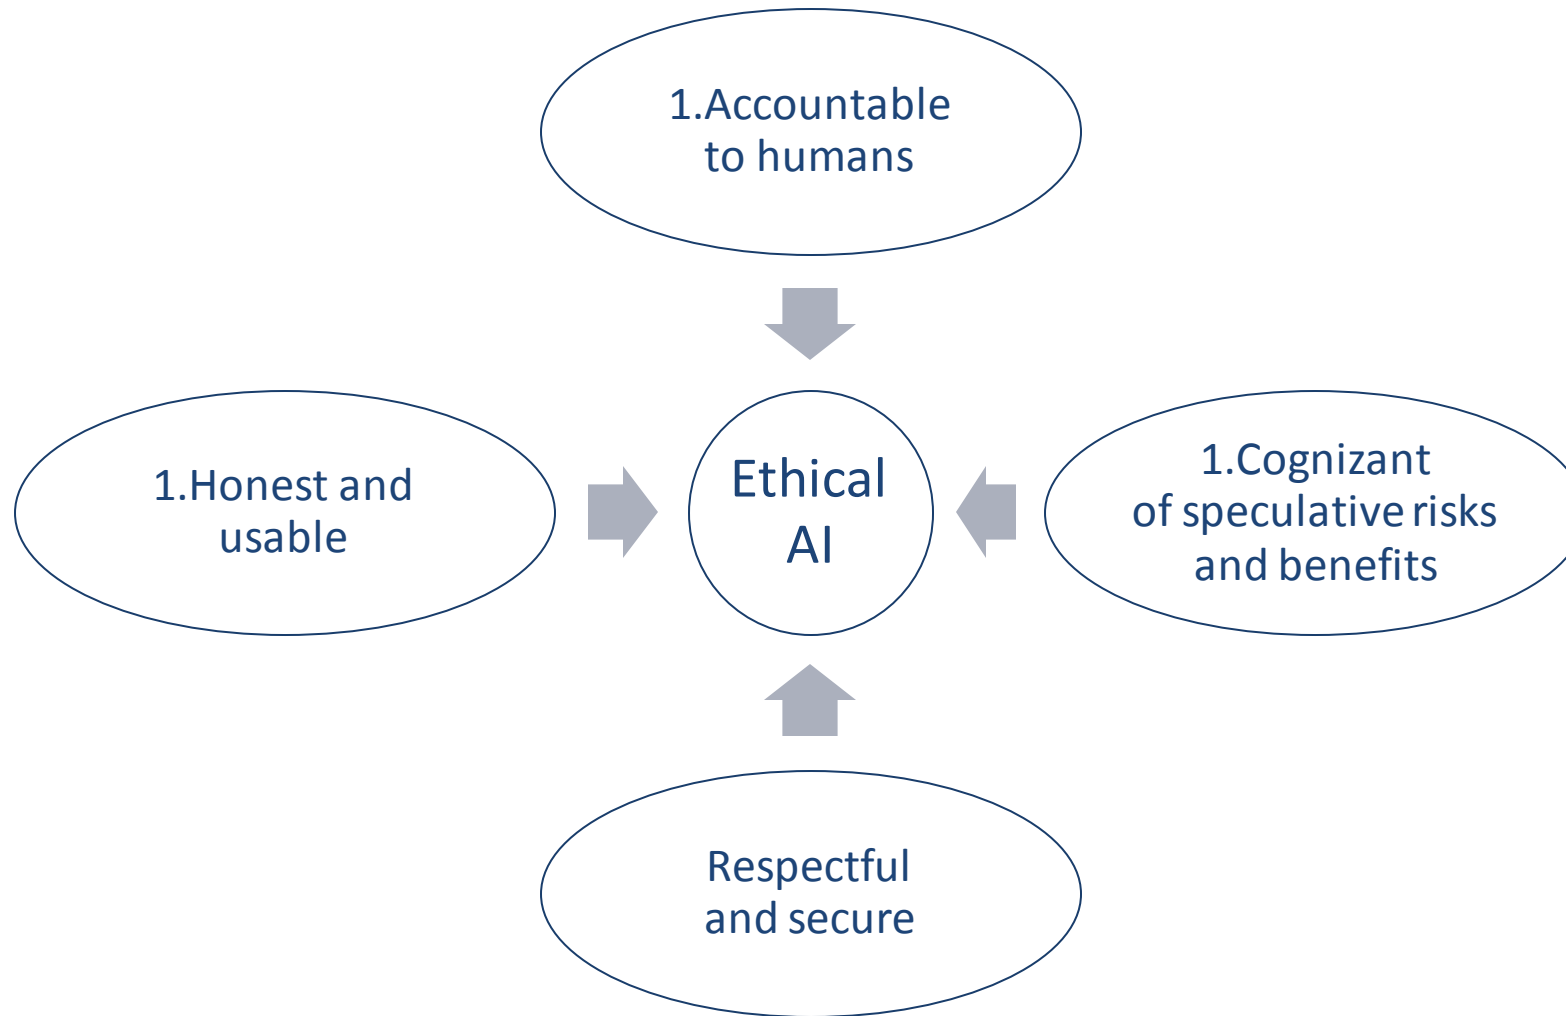 1.Accountable
to humans
1.Honest and
usable
Ethical
AI
1.Cognizant
of speculative risks
and benefits
Respectful
and secure